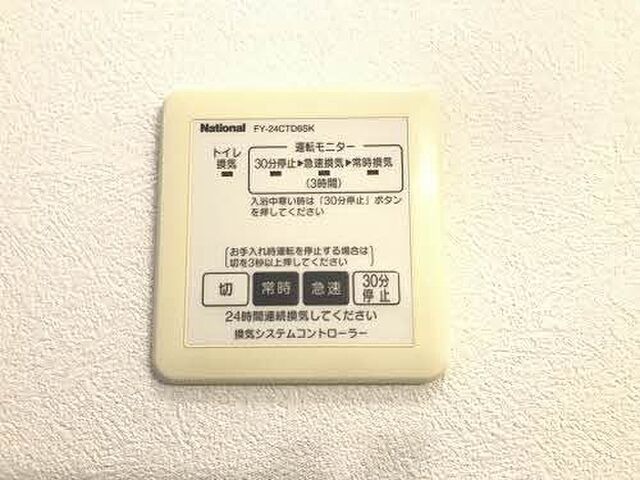 National FY-24CTD6SK
運転モニター
トイレ
換気
30分停止▶急速換気▶常時換気
(3時間)
入浴中寒い時は「30分停止」ボタン
を押してください
お手入れ時運転を停止する場合は
切を3秒以上押してください
切 常時 急速 30分
停止
24時間連続換気してください
換気システムコントローラー